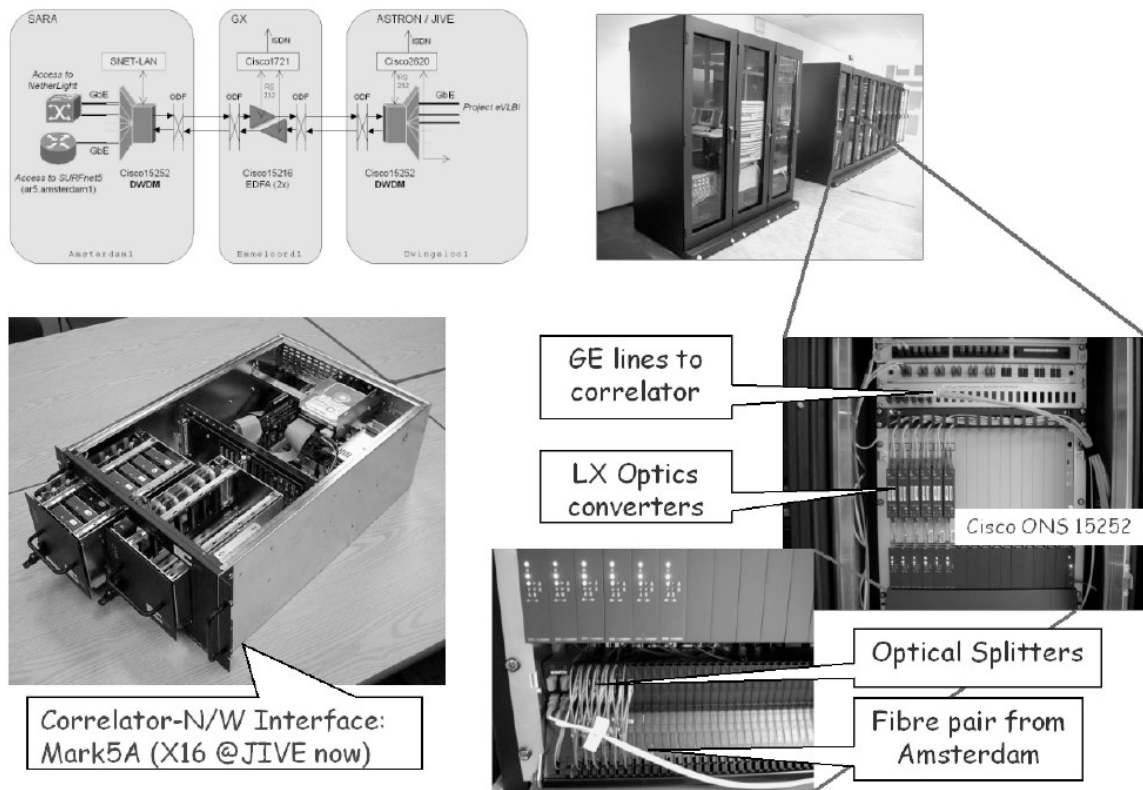 SARA
GX
ASTRON / JIVE
ISDN
ISDN
SNET-LAN
Cisco1721
Cisco2620
Access to
NetherLight
GbE
ODF
ODF
RS
232
ODF
ODF
RS
232
GbE
Project eVLBI
GbE
Access to SURFnet5
(ar5.amsterdam1)
Cisco15252
DWDM
Cisco15216
EDFA (2x)
Cisco15252
DWDM
Amsterdam1
Emmeloord1
Dwingeloo1
GE lines to
correlator
LX Optics
converters
Cisco ONS 15252
Optical Splitters
Fibre pair from
Amsterdam
Correlator-N/W Interface:
Mark5A (X16 @JIVE now)